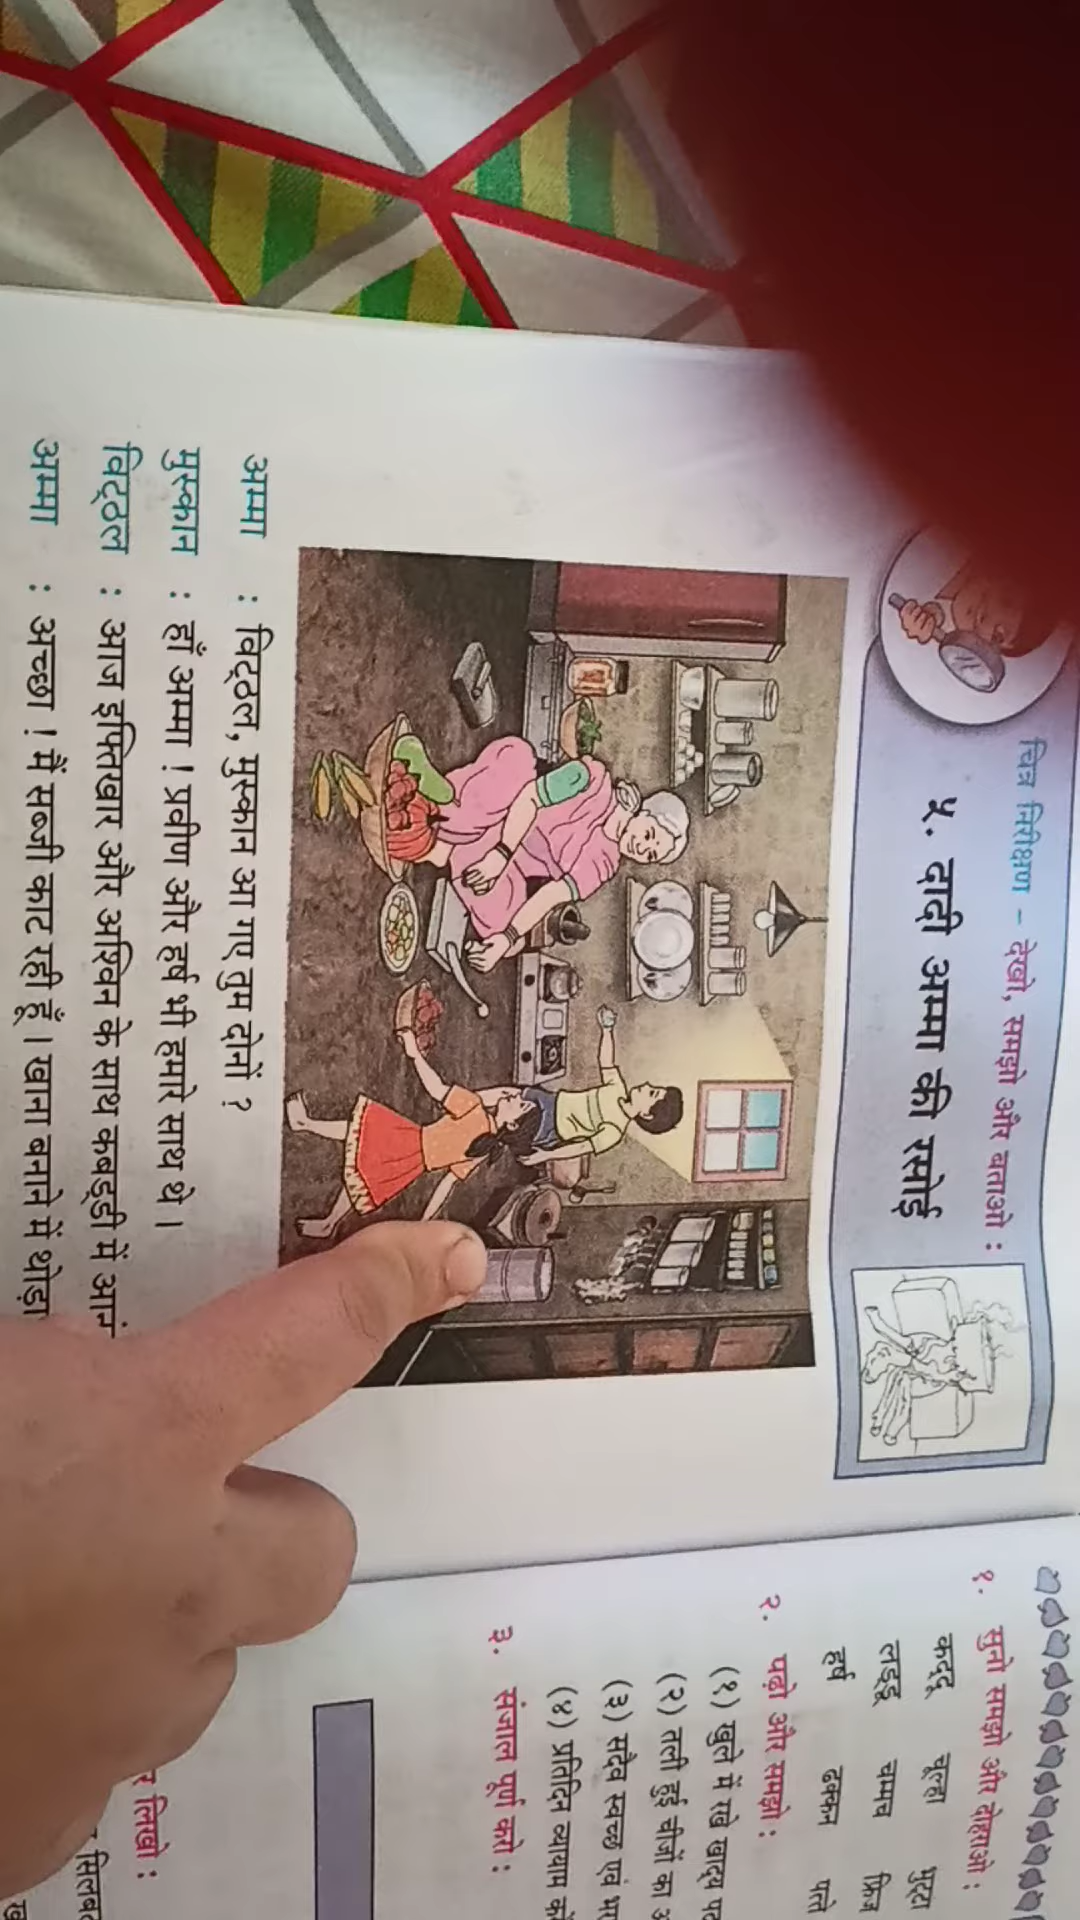 चित्र निरीक्षण - देखो, समझो और बताओ :
५. दादी अम्मा की रसोई
अम्मा : विट्ठल, मुस्कान आ गए तुम दोनों ?
मुस्कान : हाँ अम्मा ! प्रवीण और हर्ष भी हमारे साथ थे ।
विट्ठल : आज इफ्तिखार और अश्विन के साथ कबड्डी में
अम्मा : अच्छा ! मैं सब्जी काट रही हूँ । खाना बनाने में थोड़ा
१. सुनो समझो और दोहराओ :
कद्दू चूल्हा भुट्टा
लड्डू चम्मच फ्रिज
हर्ष ढक्कन पत्ते
२. पढ़ो और समझो :
(१) खुले में रखे खाद्य
(२) तली हुई चीजों का
(३) सदैव स्वच्छ एवं
(४) प्रतिदिन व्यायाम
३. संजाल पूर्ण करो :
लिखो :